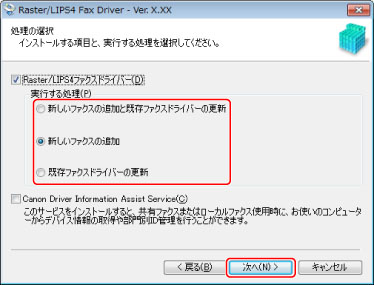 Raster/LIPS4 Fax Driver - Ver. X.XX
処理の選択
インストールする項目と、実行する処理を選択してください。
Raster/LIPS4ファクスドライバー(D)
実行する処理(P)
新しいファクスの追加と既存ファクスドライバーの更新
新しいファクスの追加
既存ファクスドライバーの更新
Canon Driver Information Assist Service(C)
このサービスをインストールすると、共有ファクスまたはローカルファクス使用時に、お使いのコンピュータ
ーからデバイス情報の取得や部門別ID管理を行うことができます。
< 戻る(B)
次へ(N) >
キャンセル